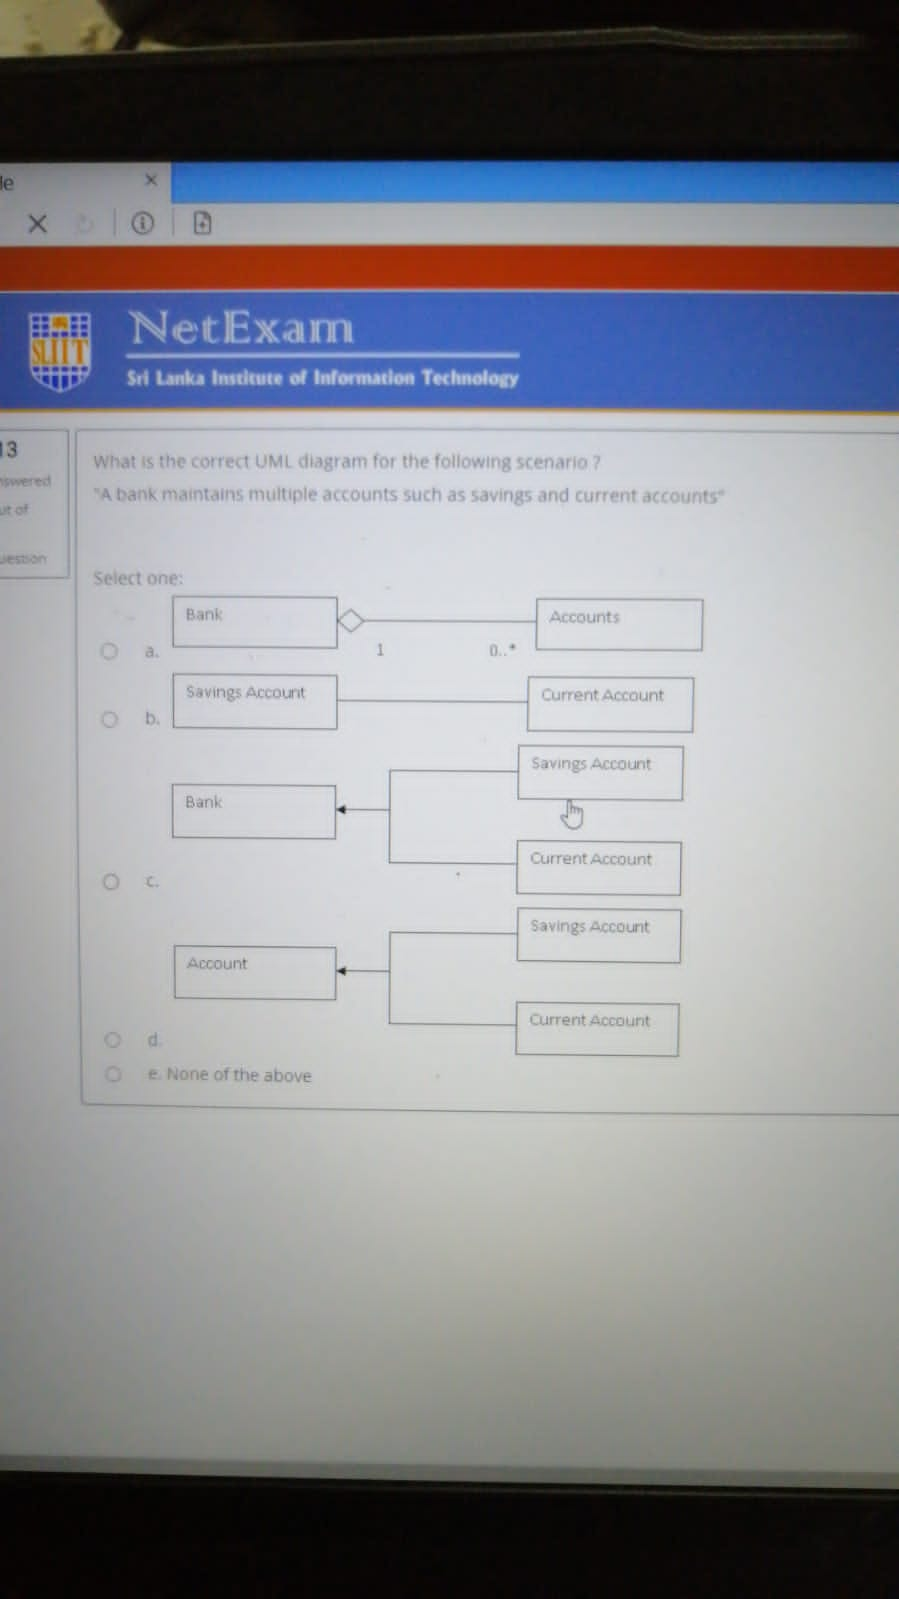 le
NetExam
SLIIT
Sri Lanka Institute of Information Technology
13
nswered
ut of
uestion
What is the correct UML diagram for the following scenario ?
"A bank maintains multiple accounts such as savings and current accounts"
Select one:
a.
Bank
Accounts
1
0..*
b.
Savings Account
Current Account
Savings Account
Bank
Current Account
c.
Savings Account
Account
Current Account
d.
e. None of the above